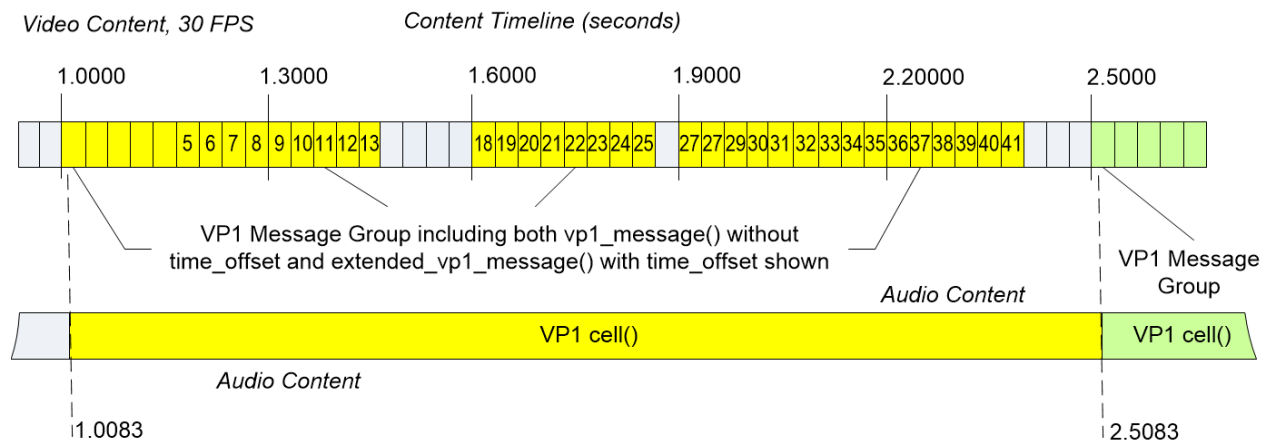 Video Content, 30 FPS
Content Timeline (seconds)
1.0000 1.3000 1.6000 1.9000 2.20000 2.5000
5 6 7 8 9 10 11 12 13 18 19 20 21 22 23 24 25 27 27 29 30 31 32 33 34 35 36 37 38 39 40 41
VP1 Message Group including both vp1_message() without
time_offset and extended_vp1_message() with time_offset shown
VP1 Message
Group
Audio Content
VP1 cell() VP1 cell()
Audio Content
1.0083 2.5083